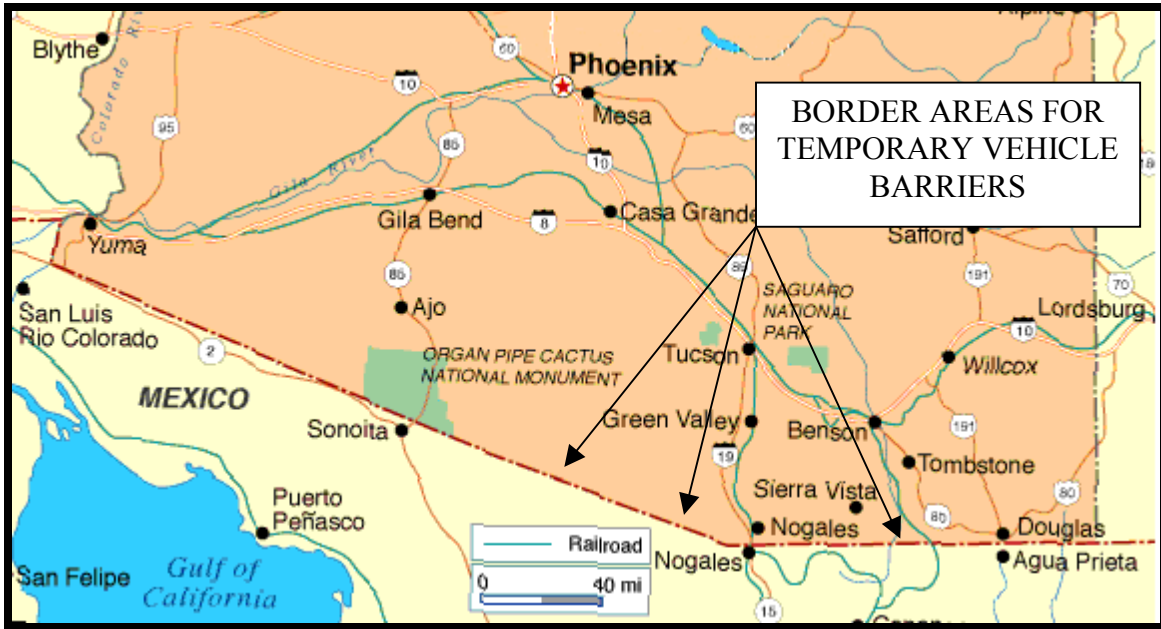 Alpine
Blythe
60
Phoenix
BORDER AREAS FOR
TEMPORARY VEHICLE
BARRIERS
10
Colorado River
95
Mesa
60
85
10
Gila River
180
Gila Bend
8
Casa Grande
Safford
Yuma
85
86
191
70
San Luis
Rio Colorado
Ajo
SAGUARO
NATIONAL
PARK
Lordsburg
10
2
ORGAN PIPE CACTUS
NATIONAL MONUMENT
Tucson
Willcox
MEXICO
Sonoita
Green Valley
Benson
191
19
Tombstone
Puerto
Peñasco
Sierra Vista
80
80
Nogales
Douglas
Railroad
Nogales
Agua Prieta
San Felipe
Gulf of
California
0 40 mi
15